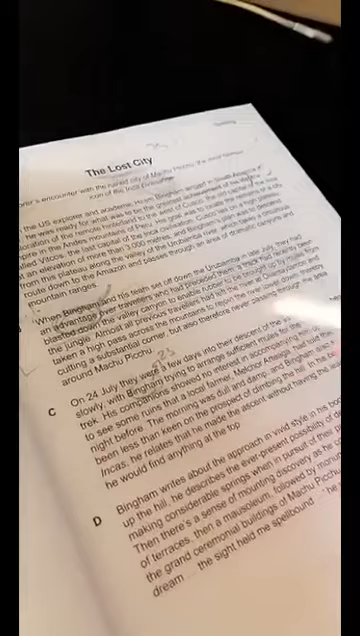 The Lost City
er's encounter with the ruined city of Machu Picchu, the most famous
icon of the Inca
the US explorer and academic Hiram Bingham arrived in South America
he was ready for what was to be the greatest achievement of his life:
exploration of the remote hinterland to the west of Cusco, the old capital of the Inca
empire in the Andes mountains of Peru. His goal was to locate the remains of a city
called Vitcos, the last capital of the Inca civilisation. Cusco lies on a high plateau
at an elevation of more than 3,000 metres, and Bingham's plan was to descend
from this plateau along the valley of the Urubamba river, which takes a circuitous
route down to the Amazon and passes through an area of dramatic canyons and
mountain ranges.
When Bingham and his team set off down the Urubamba in late July, they had
an advantage over travellers who had preceded them: a track had recently been
blasted down the valley canyon to enable rubber to be brought up by mules from
the jungle. Almost all previous travellers had left the river at
taken a high pass across the mountains to rejoin the river lower down, thereby
cutting a substantial corner, but also therefore never passing through the area
around Machu Picchu.
C On 24 July they were a few days into their descent of the
slowly, with Bingham trying to arrange sufficient mules for the
trek. His companions showed no interest in accompanying
to see some ruins that a local farmer, Melchor Arteaga, had told
night before. The morning was dull and damp, and Bingham
been less than keen on the prospect of climbing the hill. In his
Incas, he relates that he made the ascent without having the
he would find anything at the top.
D Bingham writes about the approach in vivid style in his
up the hill, he describes the ever-present possibility of
making considerable springs when in pursuit of their
Then there's a sense of mounting discovery as he
of terraces, then a mausoleum, followed by
the grand ceremonial buildings of Machu Picchu
dream the sight held me spellbound